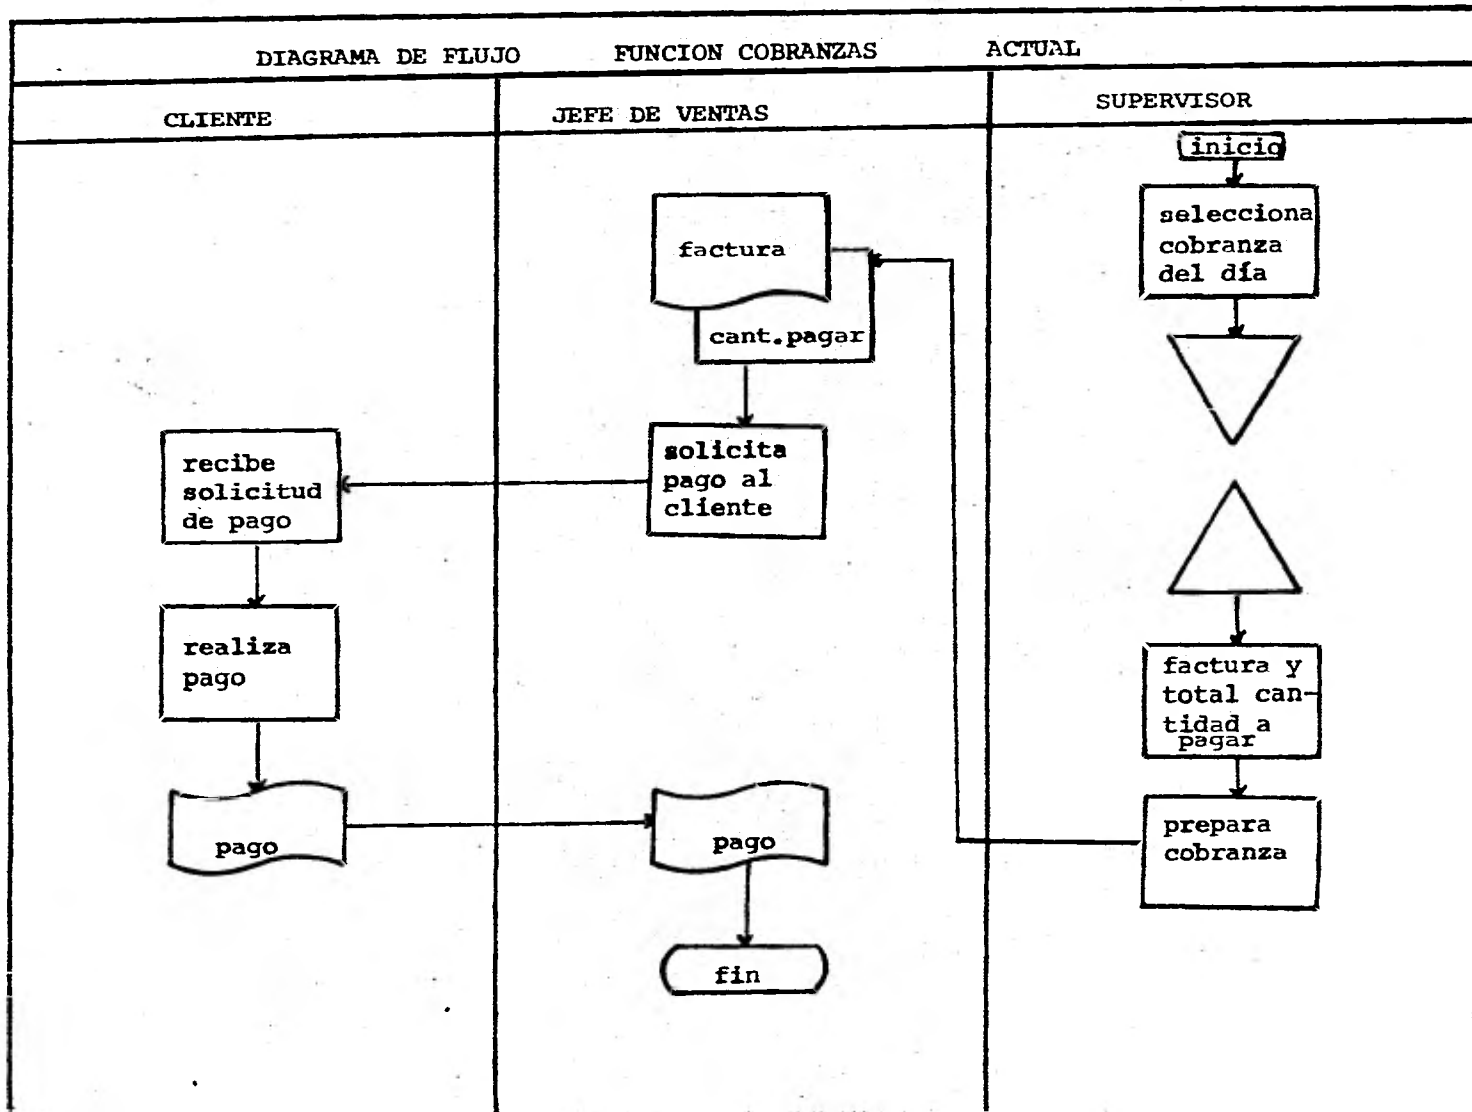 DIAGRAMA DE FLUJO FUNCION COBRANZAS ACTUAL
CLIENTE
JEFE DE VENTAS
SUPERVISOR
inicio
selecciona
cobranza
del día
factura
cant.pagar
solicita
pago al
cliente
recibe
solicitud
de pago
realiza
pago
factura y
total can-
tidad a
pagar
prepara
cobranza
pago
pago
fin